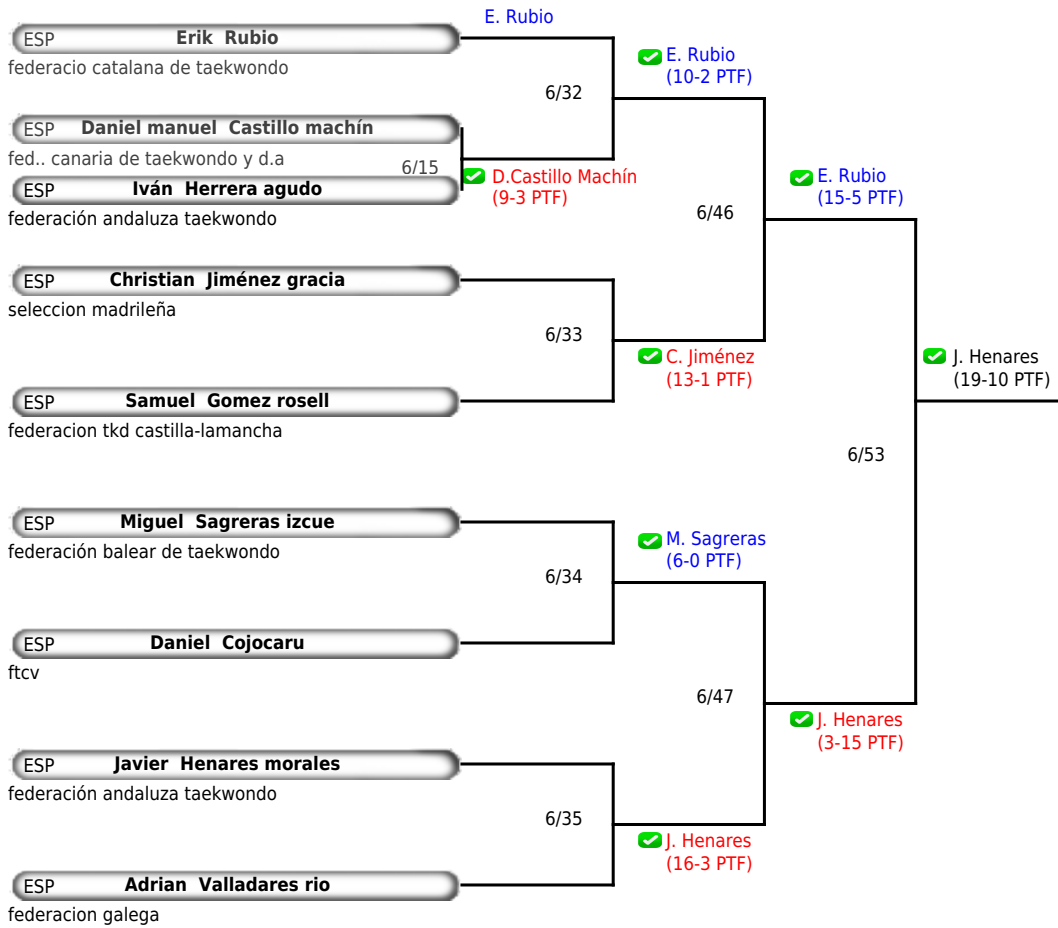 E. Rubio
ESP Erik Rubio
federacio catalana de taekwondo
E. Rubio
(10-2 PTF)
6/32
ESP Daniel manuel Castillo machín
fed.. canaria de taekwondo y d.a
6/15
D.Castillo Machín
(9-3 PTF)
ESP Iván Herrera agudo
federación andaluza taekwondo
E. Rubio
(15-5 PTF)
6/46
ESP Christian Jiménez gracia
seleccion madrileña
6/33
C. Jiménez
(13-1 PTF)
J. Henares
(19-10 PTF)
ESP Samuel Gomez rosell
federacion tkd castilla-lamancha
6/53
ESP Miguel Sagreras izcue
federación balear de taekwondo
M. Sagreras
(6-0 PTF)
6/34
ESP Daniel Cojocaru
ftcv
6/47
J. Henares
(3-15 PTF)
ESP Javier Henares morales
federación andaluza taekwondo
6/35
J. Henares
(16-3 PTF)
ESP Adrian Valladares rio
federacion galega